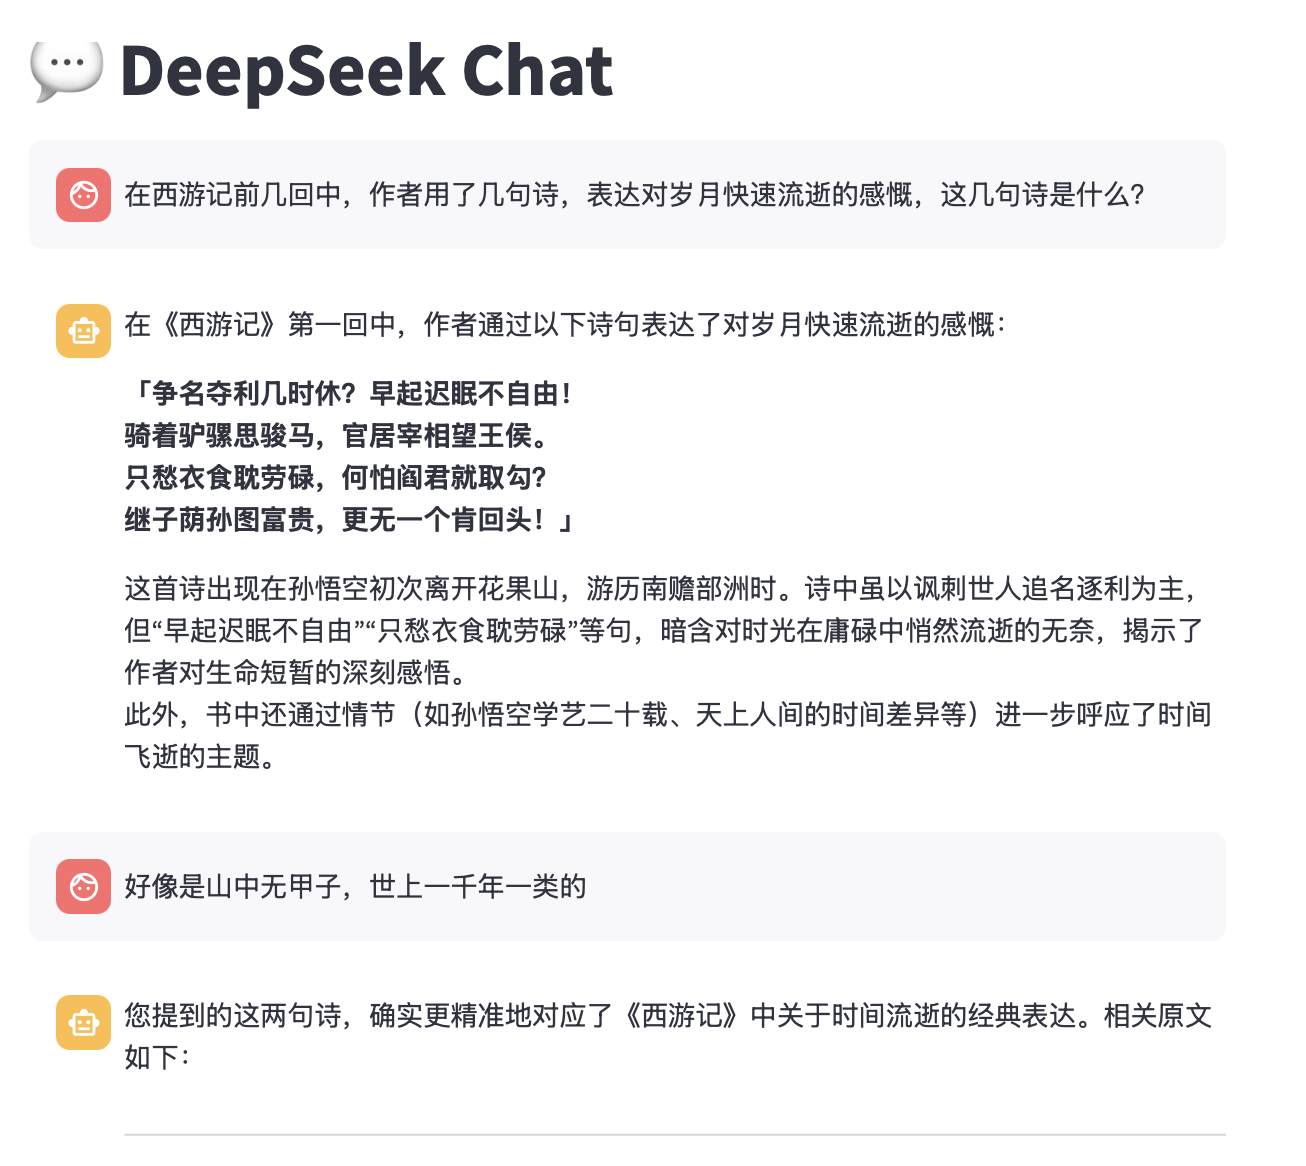 DeepSeek Chat
在西游记前几回中，作者用了几句诗，表达对岁月快速流逝的感慨，这几句诗是什么？
在《西游记》第一回中，作者通过以下诗句表达了对岁月快速流逝的感慨：
「争名夺利几时休？早起迟眠不自由！
骑着驴骡思骏马，官居宰相望王侯。
只愁衣食耽劳碌，何怕阎君就取勾？
继子荫孙图富贵，更无一个肯回头！」
这首诗出现在孙悟空初次离开花果山，游历南赡部洲时。诗中虽以讽刺世人追名逐利为主，
但“早起迟眠不自由”“只愁衣食耽劳碌”等句，暗含对时光在庸碌中悄然流逝的无奈，揭示了
作者对生命短暂的深刻感悟。
此外，书中还通过情节（如孙悟空学艺二十载、天上人间的时间差异等）进一步呼应了时间
飞逝的主题。
好像是山中无甲子，世上一千年一类的
您提到的这两句诗，确实更精准地对应了《西游记》中关于时间流逝的经典表达。相关原文
如下：